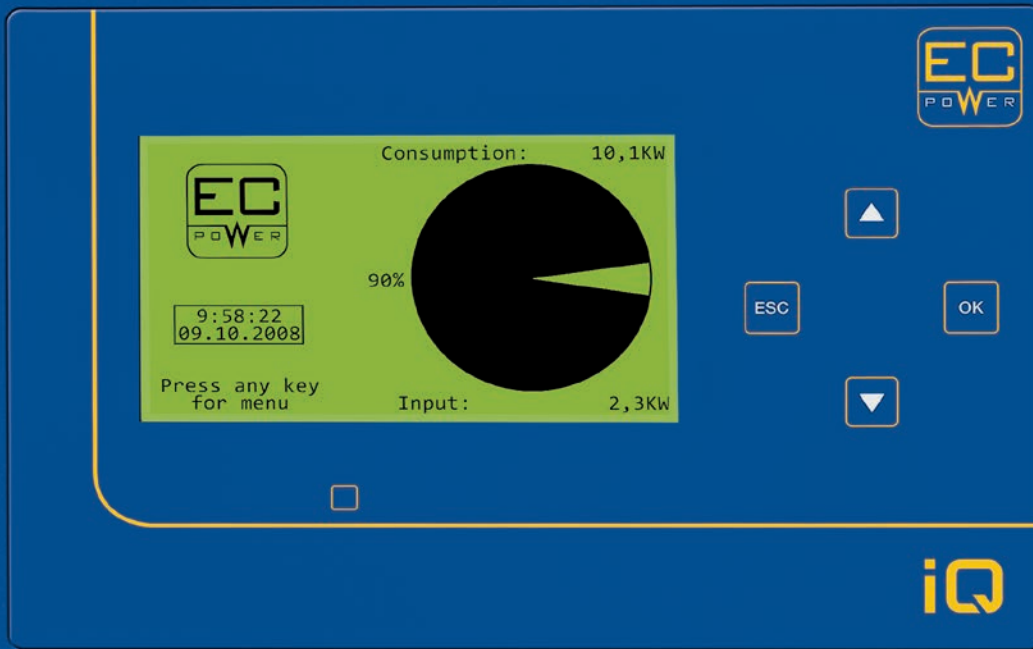 EC
POWER
Consumption: 10,1KW
EC
POWER
90%
9:58:22
09.10.2008
Press any key
for menu
Input: 2,3KW
ESC
OK
iQ